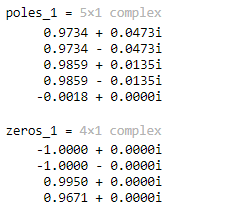 poles_1 = 5×1 complex
0.9734 + 0.0473i
0.9734 - 0.0473i
0.9859 + 0.0135i
0.9859 - 0.0135i
-0.0018 + 0.0000i
zeros_1 = 4×1 complex
-1.0000 + 0.0000i
-1.0000 - 0.0000i
0.9950 + 0.0000i
0.9671 + 0.0000i